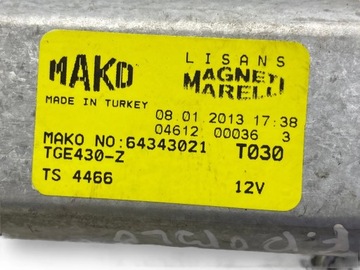 LISANS
MAKO
MAGNETI
MARELLI
MADE IN TURKEY
08.01.2013 17:38
04612 00036 3
MAKO NO:64343021 T030
TGE430-Z
TS 4466 12V